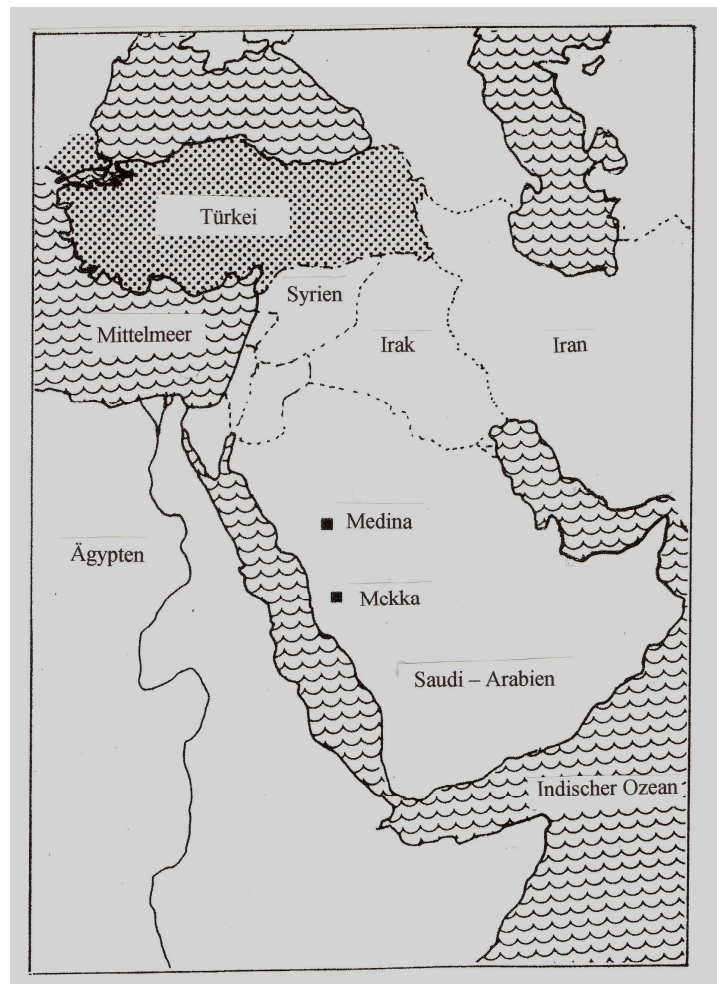 Türkei
Syrien
Mittelmeer
Irak
Iran
Medina
Ägypten
Mekka
Saudi – Arabien
Indischer Ozean